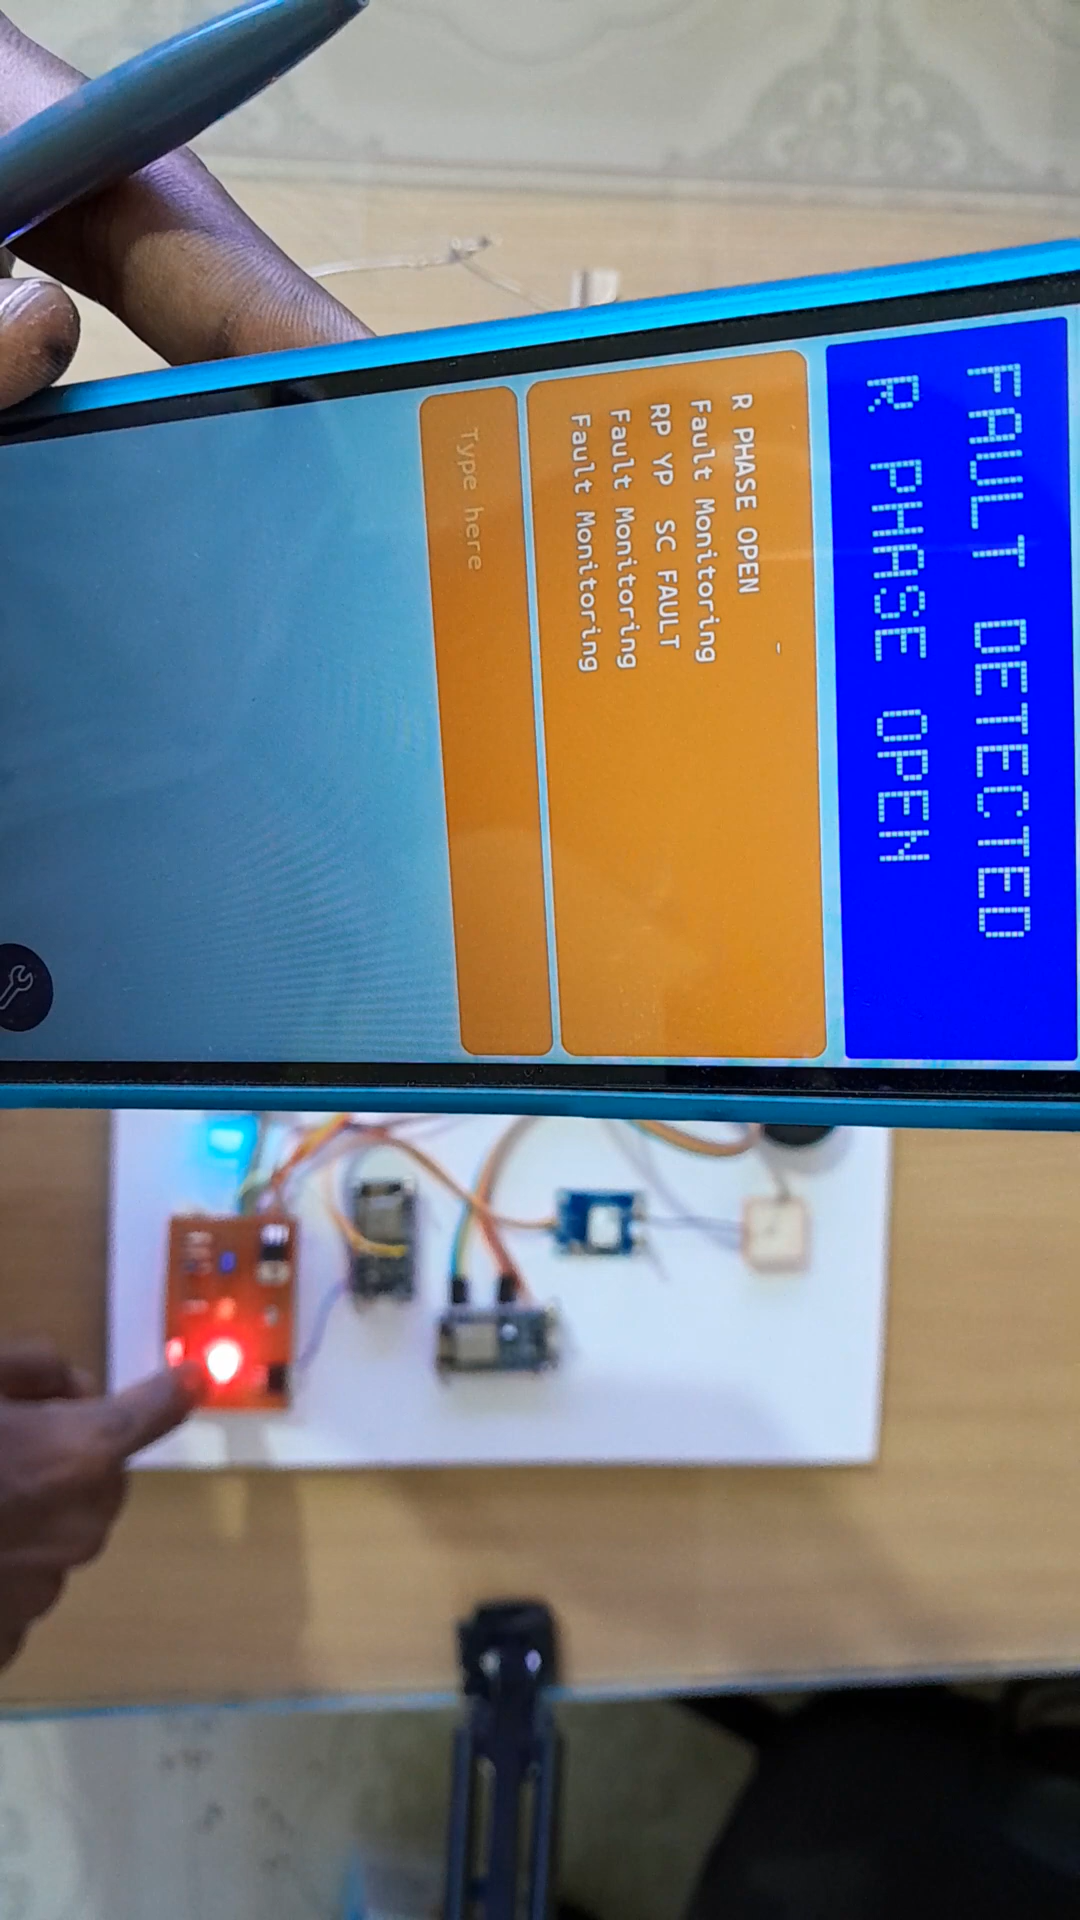 FAULT DETECTED
R PHASE OPEN
R PHASE OPEN
Fault Monitoring
RP YP  SC FAULT
Fault Monitoring
Fault Monitoring
Type here